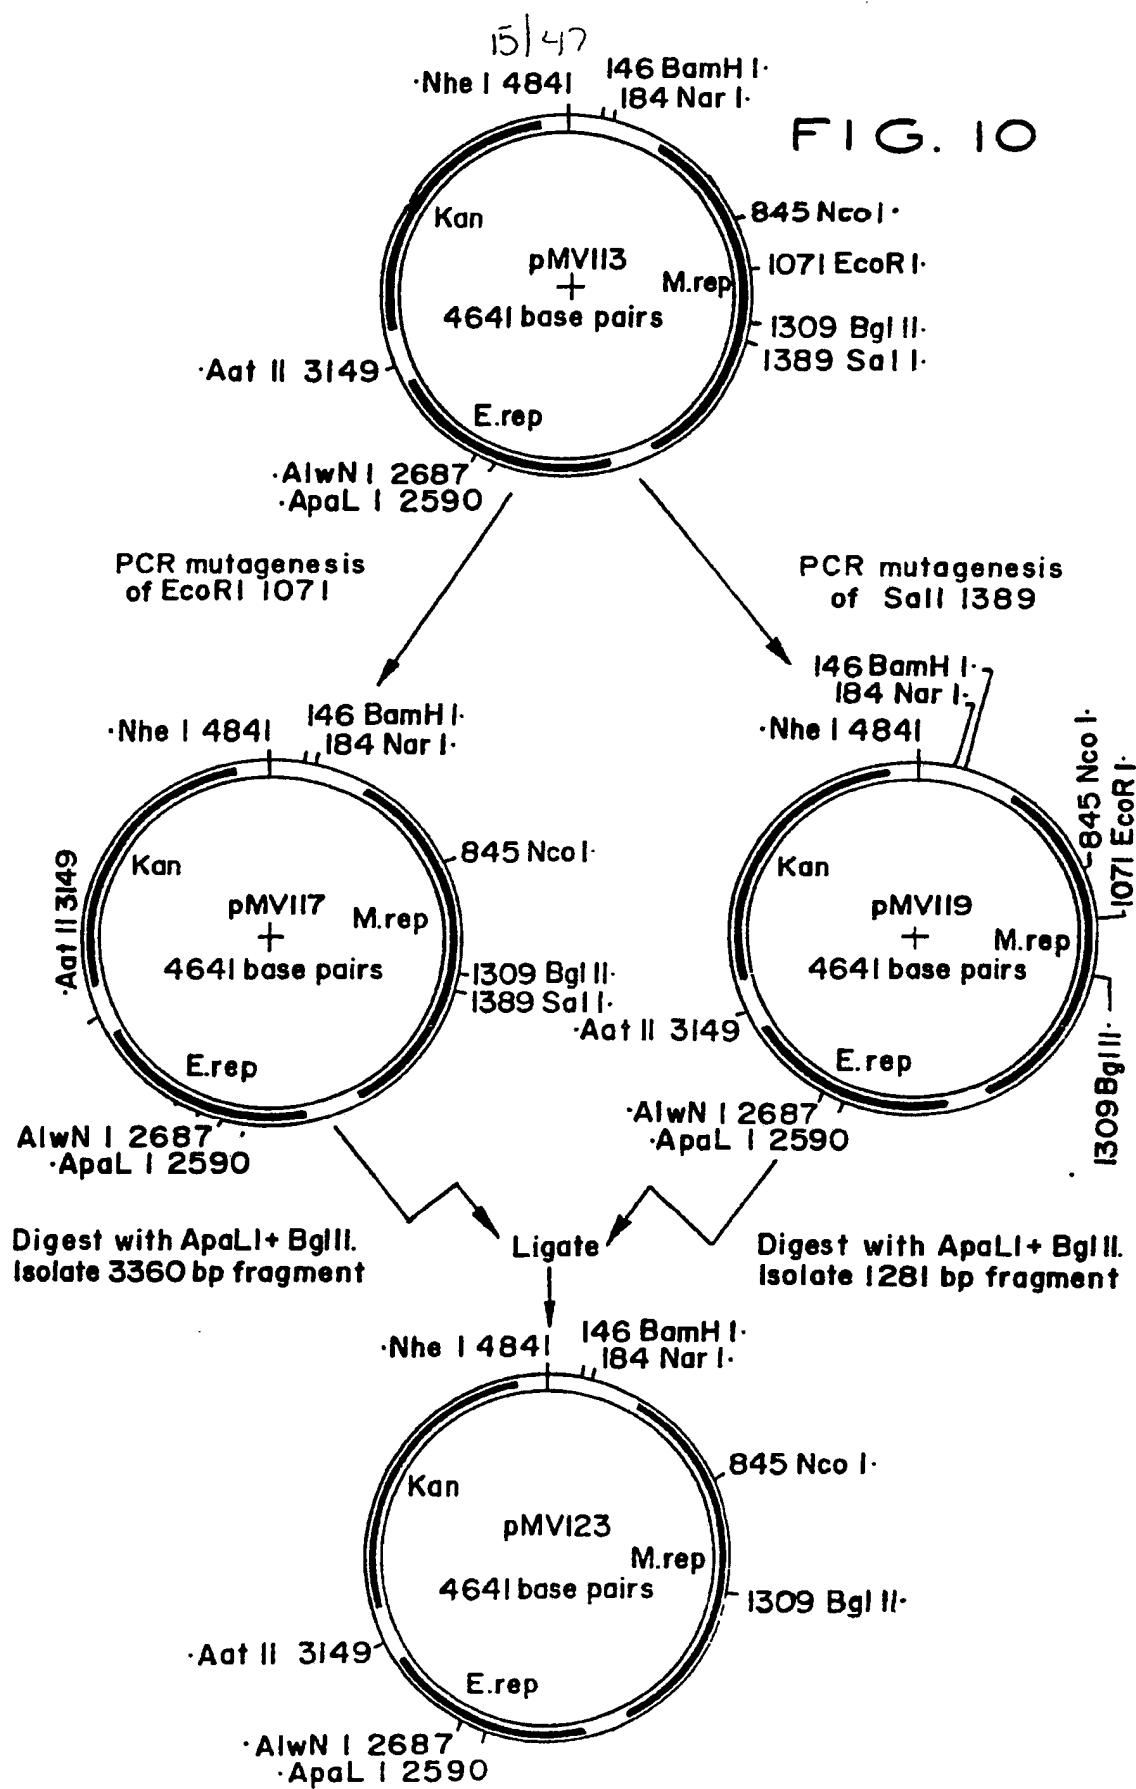 15/47
·Nhe I 4841
146 BamH I·
184 Nar I·
FIG. 10
845 Nco I·
1071 EcoR I·
1309 Bgl II·
1389 Sal I·
Kan
pMV113
+
M.rep
4641 base pairs
·Aat II 3149
E.rep
·AlwN I 2687
·ApaL I 2590
PCR mutagenesis
of EcoRI 1071
PCR mutagenesis
of SalI 1389
·Nhe I 4841
146 BamH I·
184 Nar I·
845 Nco I·
Kan
pMV117
+
M.rep
4641 base pairs
·Aat II 3149
1309 Bgl II·
1389 Sal I·
E.rep
AlwN I 2687
·ApaL I 2590
146 BamH I·
184 Nar I·
·Nhe I 4841
845 Nco I·
1071 EcoR I·
Kan
pMV119
+
M.rep
4641 base pairs
·Aat II 3149
1309 Bgl II·
E.rep
·AlwN I 2687
·ApaL I 2590
Digest with ApaLI + BglII.
Isolate 3360 bp fragment
Ligate
Digest with ApaLI + Bgl II.
Isolate 1281 bp fragment
·Nhe I 4841
146 BamH I·
184 Nar I·
845 Nco I·
Kan
pMV123
M.rep
4641 base pairs
1309 Bgl II·
·Aat II 3149
E.rep
·AlwN I 2687
·ApaL I 2590